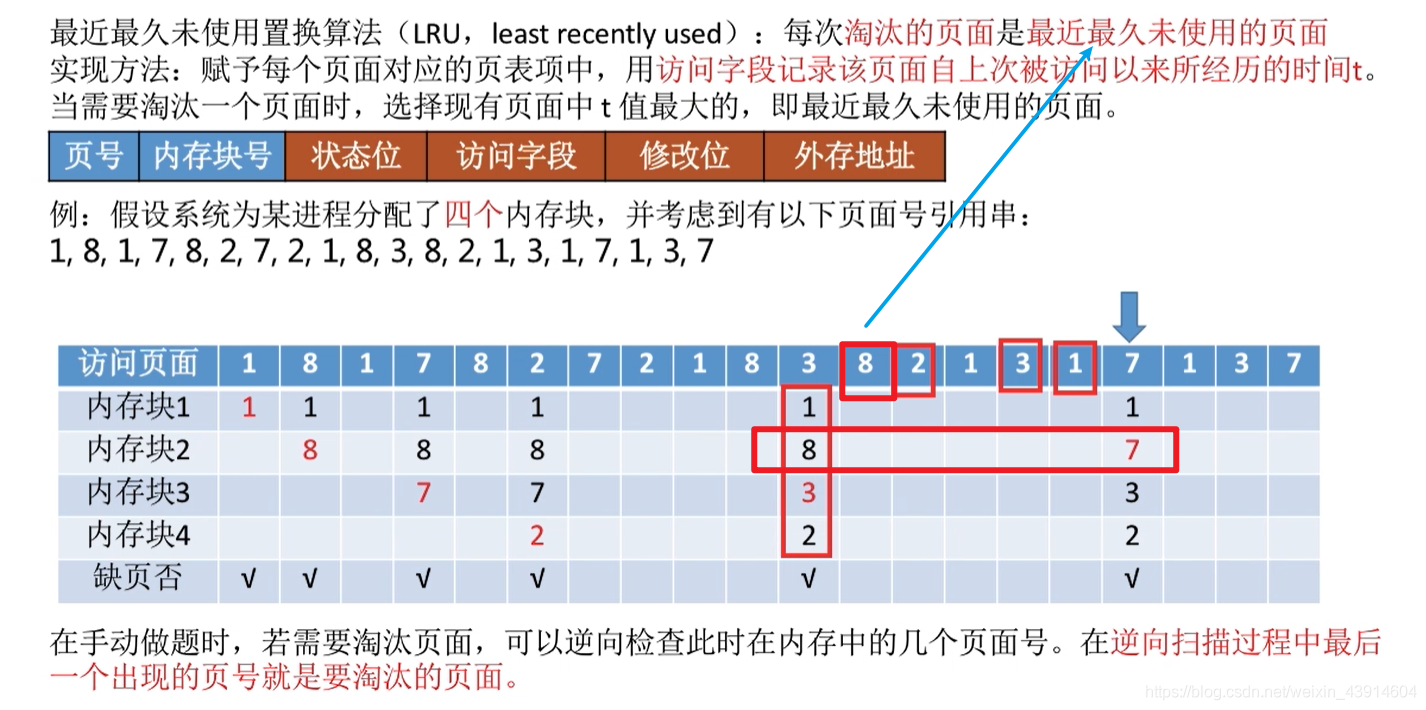 最近最久未使用置换算法（LRU，least recently used）：每次淘汰的页面是最近最久未使用的页面
实现方法：赋予每个页面对应的页表项中，用访问字段记录该页面自上次被访问以来所经历的时间t。
当需要淘汰一个页面时，选择现有页面中 t 值最大的，即最近最久未使用的页面。
页号 内存块号 状态位 访问字段 修改位 外存地址
例：假设系统为某进程分配了四个内存块，并考虑到有以下页面号引用串：
1, 8, 1, 7, 8, 2, 7, 2, 1, 8, 3, 8, 2, 1, 3, 1, 7, 1, 3, 7
访问页面 1 8 1 7 8 2 7 2 1 8 3 8 2 1 3 1 7 1 3 7
内存块1 1 1 1 1 1 1
内存块2 8 8 8 8 7
内存块3 7 7 3 3
内存块4 2 2 2
缺页否 √ √ √ √ √ √
在手动做题时，若需要淘汰页面，可以逆向检查此时在内存中的几个页面号。在逆向扫描过程中最后
一个出现的页号就是要淘汰的页面。
https://blog.csdn.net/weixin_43914604